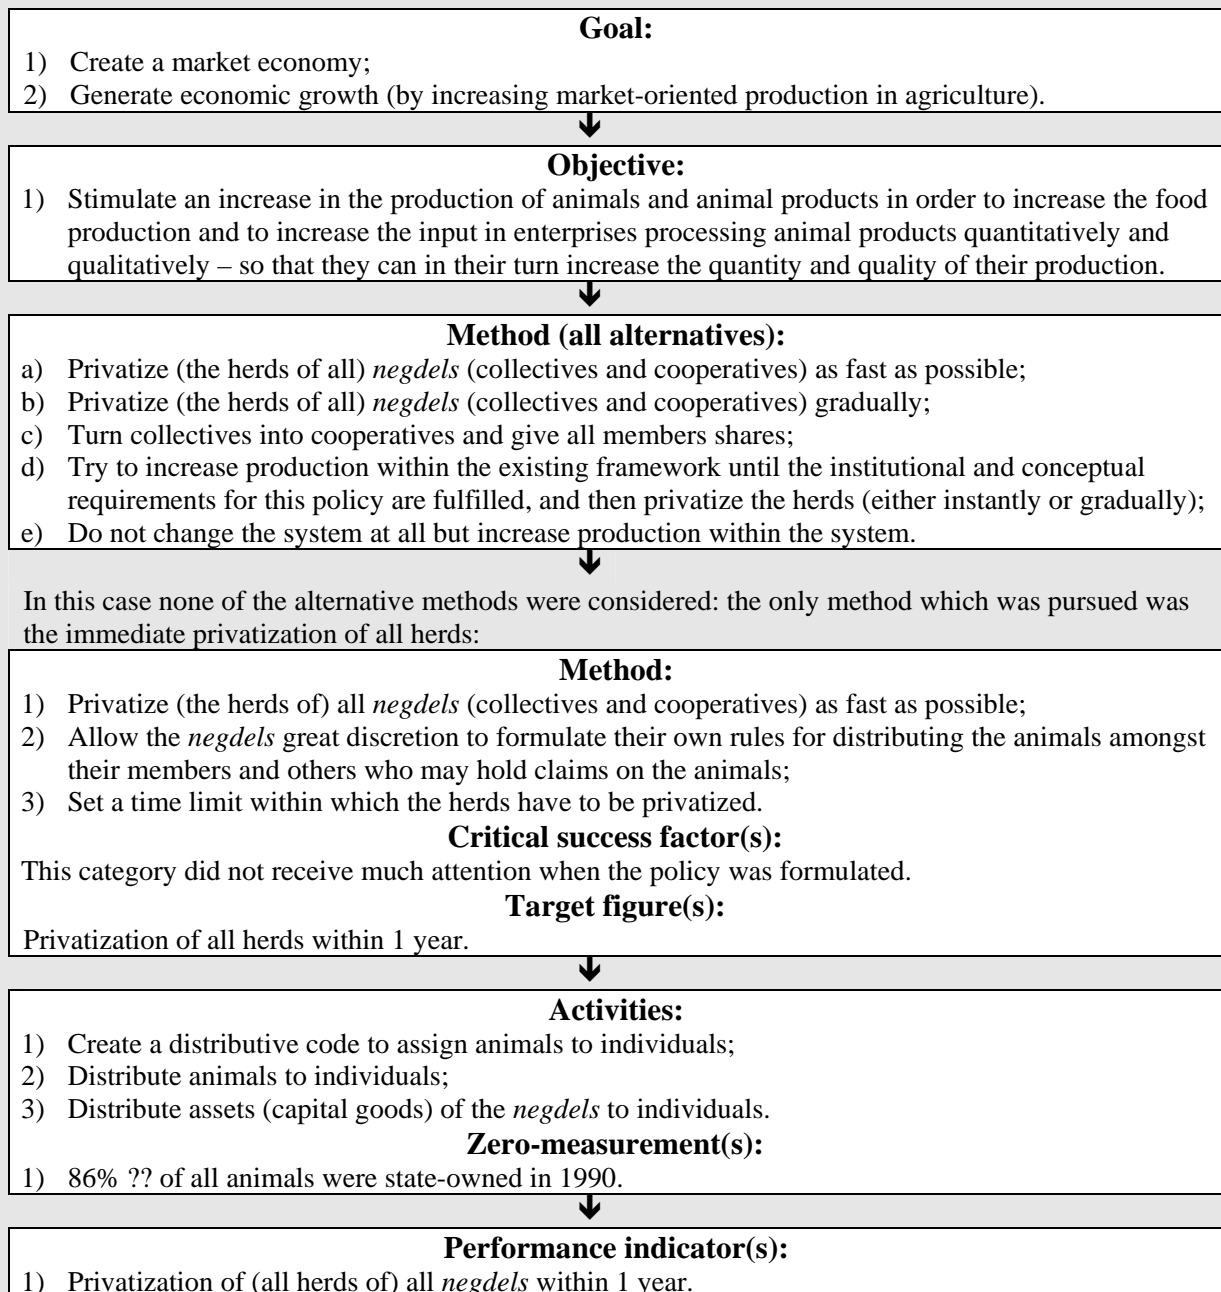 Goal:
1) Create a market economy;
2) Generate economic growth (by increasing market-oriented production in agriculture).
Objective:
1) Stimulate an increase in the production of animals and animal products in order to increase the food
production and to increase the input in enterprises processing animal products quantitatively and
qualitatively – so that they can in their turn increase the quantity and quality of their production.
Method (all alternatives):
a) Privatize (the herds of all) negdels (collectives and cooperatives) as fast as possible;
b) Privatize (the herds of all) negdels (collectives and cooperatives) gradually;
c) Turn collectives into cooperatives and give all members shares;
d) Try to increase production within the existing framework until the institutional and conceptual
requirements for this policy are fulfilled, and then privatize the herds (either instantly or gradually);
e) Do not change the system at all but increase production within the system.
In this case none of the alternative methods were considered: the only method which was pursued was
the immediate privatization of all herds:
Method:
1) Privatize (the herds of) all negdels (collectives and cooperatives) as fast as possible;
2) Allow the negdels great discretion to formulate their own rules for distributing the animals amongst
their members and others who may hold claims on the animals;
3) Set a time limit within which the herds have to be privatized.
Critical success factor(s):
This category did not receive much attention when the policy was formulated.
Target figure(s):
Privatization of all herds within 1 year.
Activities:
1) Create a distributive code to assign animals to individuals;
2) Distribute animals to individuals;
3) Distribute assets (capital goods) of the negdels to individuals.
Zero-measurement(s):
1) 86% ?? of all animals were state-owned in 1990.
Performance indicator(s):
1) Privatization of (all herds of) all negdels within 1 year.